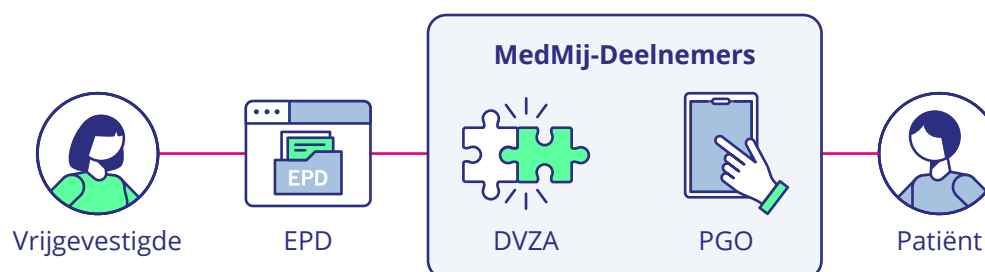 MedMij-Deelnemers
EPD
Vrijgevestigde
EPD
DVZA
PGO
Patiënt